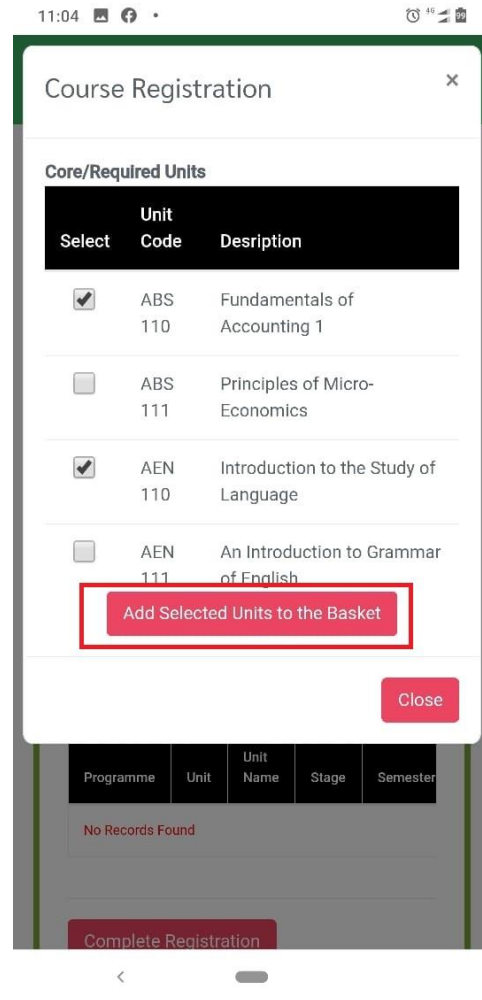 11:04
4G
99
Course Registration
×
Core/Required Units
Select Unit Code Desription
ABS 110 Fundamentals of
Accounting 1
ABS 111 Principles of Micro-
Economics
AEN 110 Introduction to the Study of
Language
AEN 111 An Introduction to Grammar
of English
Add Selected Units to the Basket
Close
Programme Unit Unit Name Stage Semester
No Records Found
Complete Registration